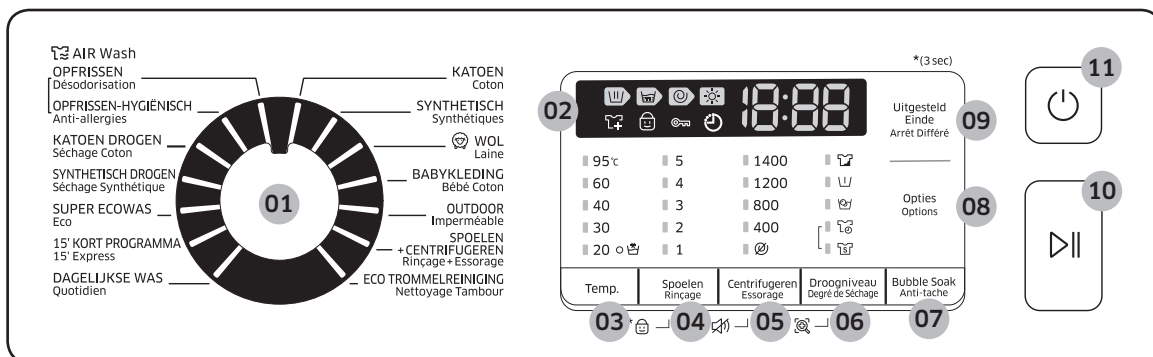 AIR Wash
OPFRISSEN
Désodorisation
OPFRISSEN-HYGIËNISCH
Anti-allergies
KATOEN DROGEN
Séchage Coton
SYNTHETISCH DROGEN
Séchage Synthétique
SUPER ECOWAS
Eco
15' KORT PROGRAMMA
15' Express
DAGELIJKSE WAS
Quotidien
01
KATOEN
Coton
SYNTHETISCH
Synthétiques
WOL
Laine
BABYKLEDING
Bébé Coton
OUTDOOR
Imperméable
SPOELEN
+CENTRIFUGEREN
Rinçage+Essorage
ECO TROMMELREINIGING
Nettoyage Tambour
*(3 sec)
02
18:88
95℃ 5 1400
60 4 1200
40 3 800
30 2 400
20 1
Uitgesteld
Einde
Arrêt Différé
09
Opties
Options
08
Temp.
Spoelen
Rinçage
Centrifugeren
Essorage
Droogniveau
Degré de Séchage
Bubble Soak
Anti-tache
03 * 04 05 06 07
11
10